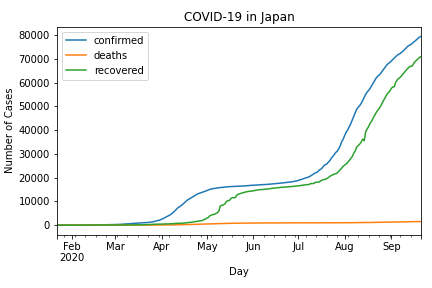 COVID-19 in Japan
confirmed
deaths
recovered
Number of Cases
80000
70000
60000
50000
40000
30000
20000
10000
0
Feb Mar Apr May Jun Jul Aug Sep
2020
Day